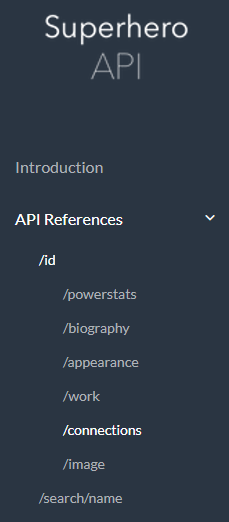 Superhero
API
Introduction
API References
/id
/powerstats
/biography
/appearance
/work
/connections
/image
/search/name